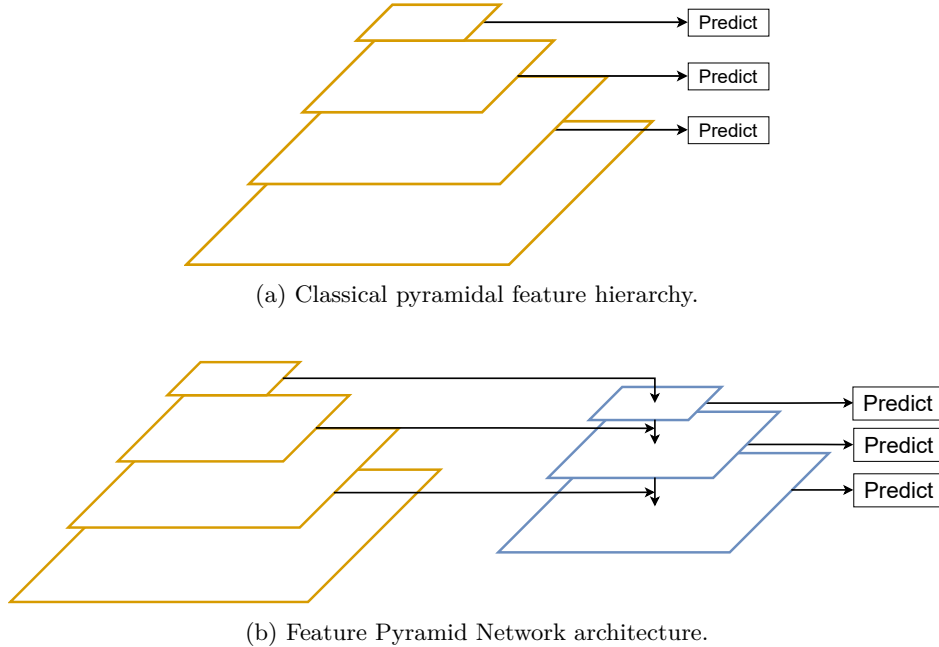 Predict
Predict
Predict
(a) Classical pyramidal feature hierarchy.
Predict
Predict
Predict
(b) Feature Pyramid Network architecture.